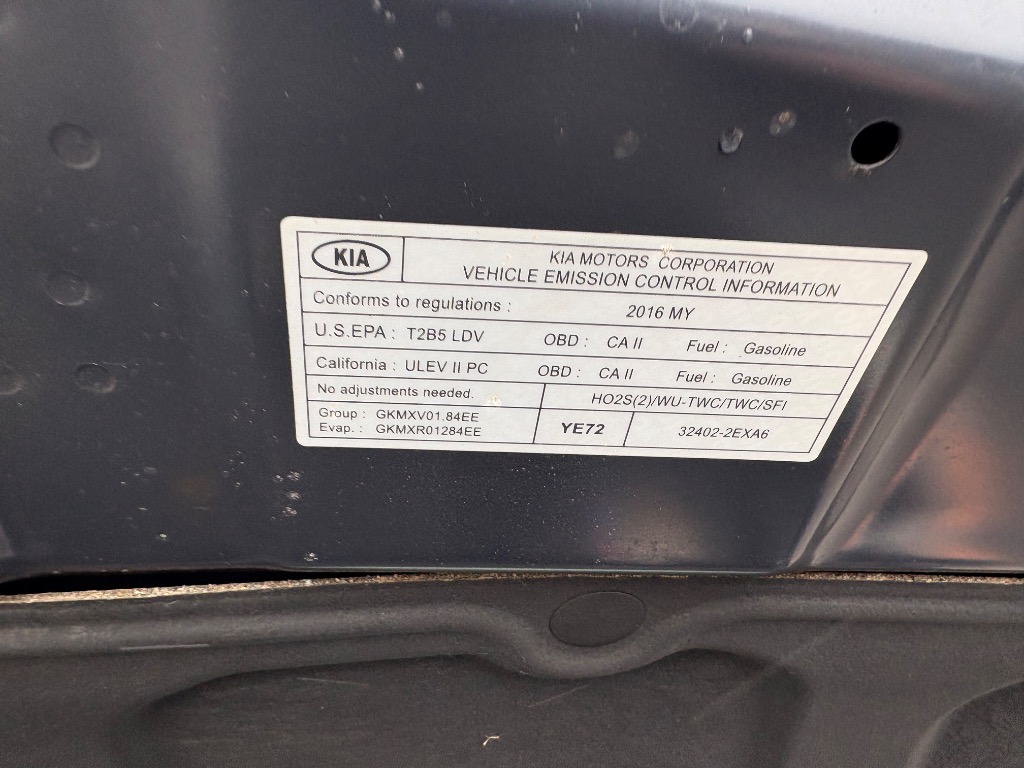 KIA
KIA MOTORS CORPORATION
VEHICLE EMISSION CONTROL INFORMATION
Conforms to regulations : 2016 MY
U.S.EPA : T2B5 LDV OBD : CA II Fuel : Gasoline
California : ULEV II PC OBD : CA II Fuel : Gasoline
No adjustments needed. HO2S(2)/WU-TWC/TWC/SFI
Group : GKMXV01.84EE
Evap. : GKMXR01284EE
YE72 32402-2EXA6